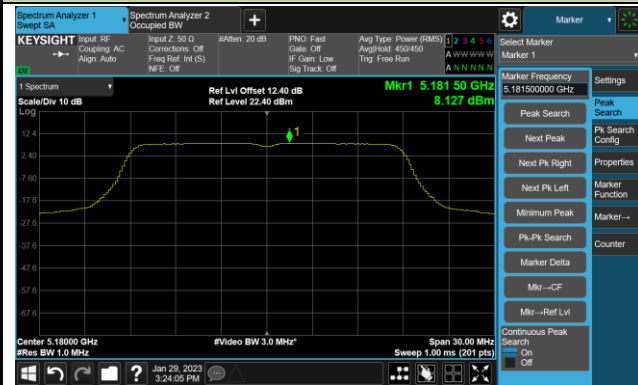 Spectrum Analyzer 1
Swept SA
Spectrum Analyzer 2
Occupied BW
+
Marker
KEYSIGHT
Input: RF
Coupling: AC
Align: Auto
Input Z: 50 Ω
Corrections: Off
Freq Ref: Int (S)
NFE: Off
#Atten: 20 dB
PNO: Fast
Gate: Off
IF Gain: Low
Sig Track: Off
Avg Type: Power (RMS)
Avg|Hold: 450/450
Trig: Free Run
1 2 3 4 5 6
A W W W W W
A N N N N N
Select Marker
Marker 1
1 Spectrum
Scale/Div 10 dB
Log
Ref Lvl Offset 12.40 dB
Ref Level 22.40 dBm
Mkr1 5.181 50 GHz
8.127 dBm
1
12.4
2.40
-7.60
-17.6
-27.6
-37.6
-47.6
-57.6
-67.6
Center 5.18000 GHz
#Res BW 1.0 MHz
#Video BW 3.0 MHz*
Span 30.00 MHz
Sweep 1.00 ms (201 pts)
Marker Frequency
5.181500000 GHz
Peak Search
Next Peak
Next Pk Right
Next Pk Left
Minimum Peak
Pk-Pk Search
Marker Delta
Mkr→CF
Mkr→Ref Lvl
Continuous Peak
Search
On
Off
Settings
Peak
Search
Pk Search
Config
Properties
Marker
Function
Marker→
Counter
?
Jan 29, 2023
3:24:05 PM